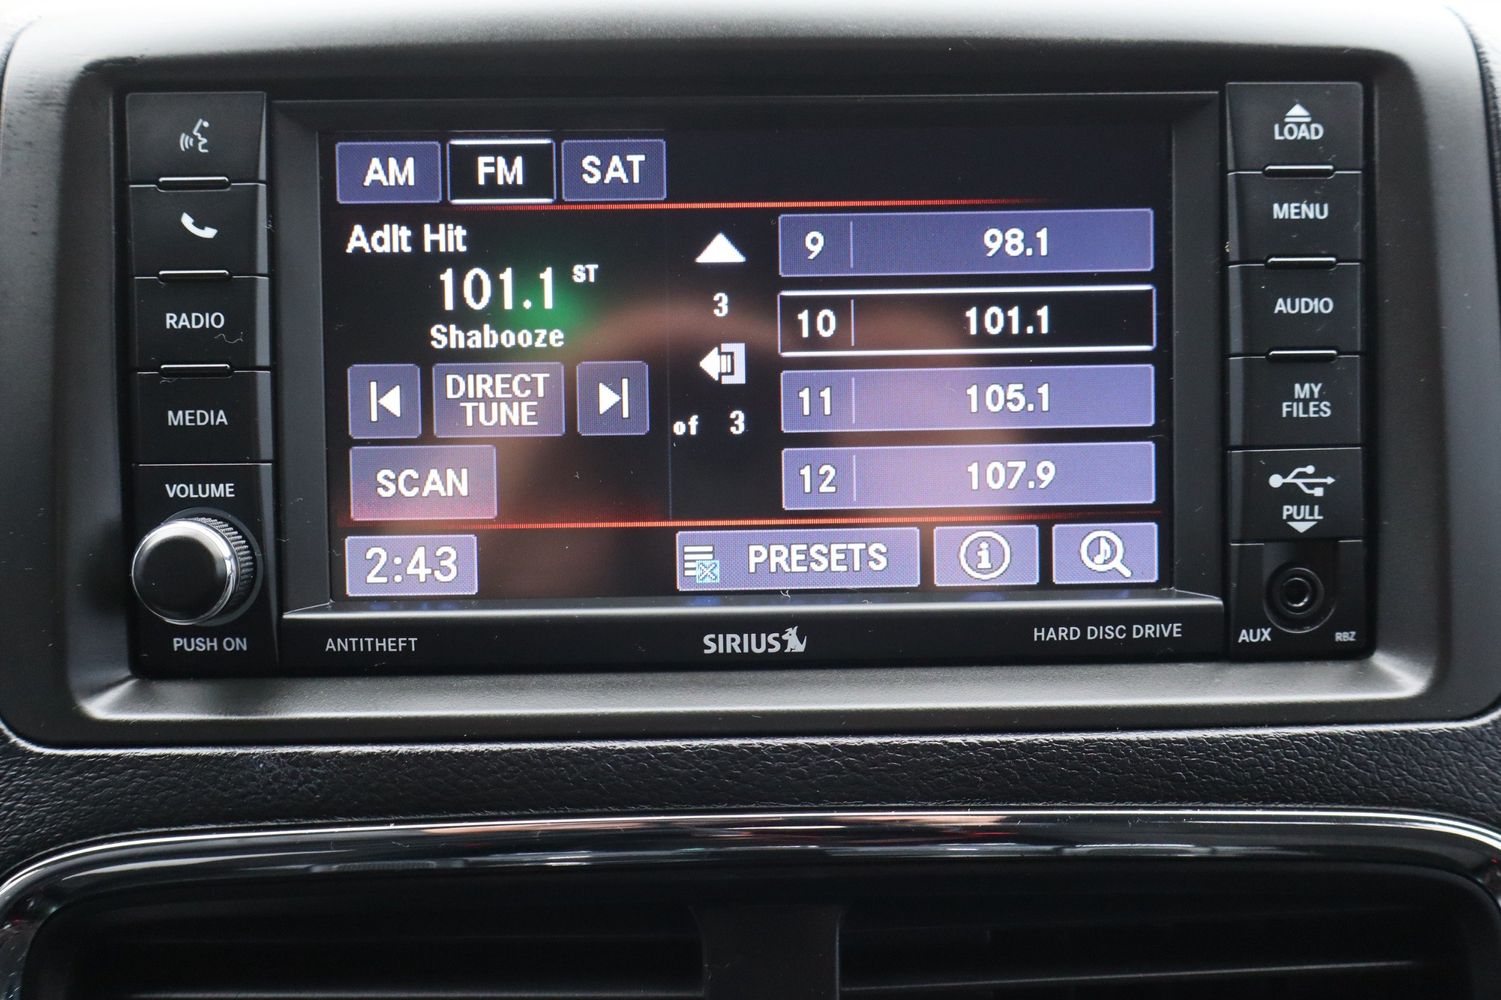 AM FM SAT
Adlt Hit
101.1 ST
Shabooze
DIRECT
TUNE
SCAN
3
of 3
9 98.1
10 101.1
11 105.1
12 107.9
2:43
PRESETS
RADIO
MEDIA
VOLUME
PUSH ON
ANTITHEFT
SIRIUS
HARD DISC DRIVE
LOAD
MENU
AUDIO
MY
FILES
PULL
AUX
RBZ